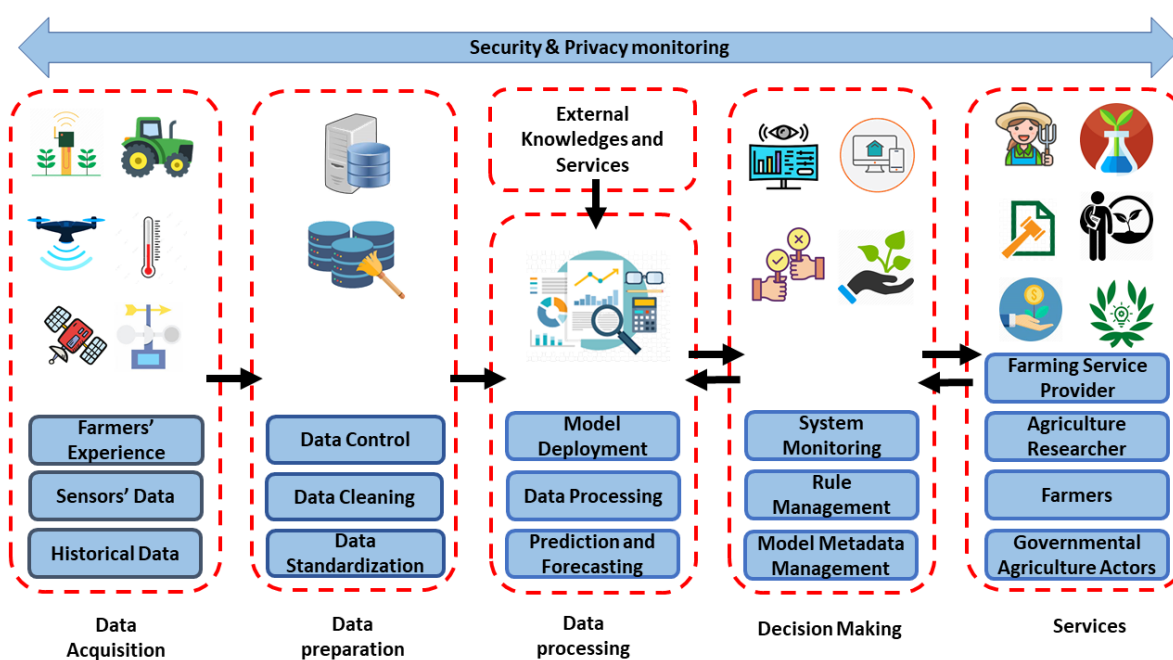 Security & Privacy monitoring
External
Knowledges and
Services
Farmers'
Experience
Sensors' Data
Historical Data
Data Control
Data Cleaning
Data
Standardization
Model
Deployment
Data Processing
Prediction and
Forecasting
System
Monitoring
Rule
Management
Model Metadata
Management
Farming Service
Provider
Agriculture
Researcher
Farmers
Governmental
Agriculture Actors
Data
Acquisition
Data
preparation
Data
processing
Decision Making
Services